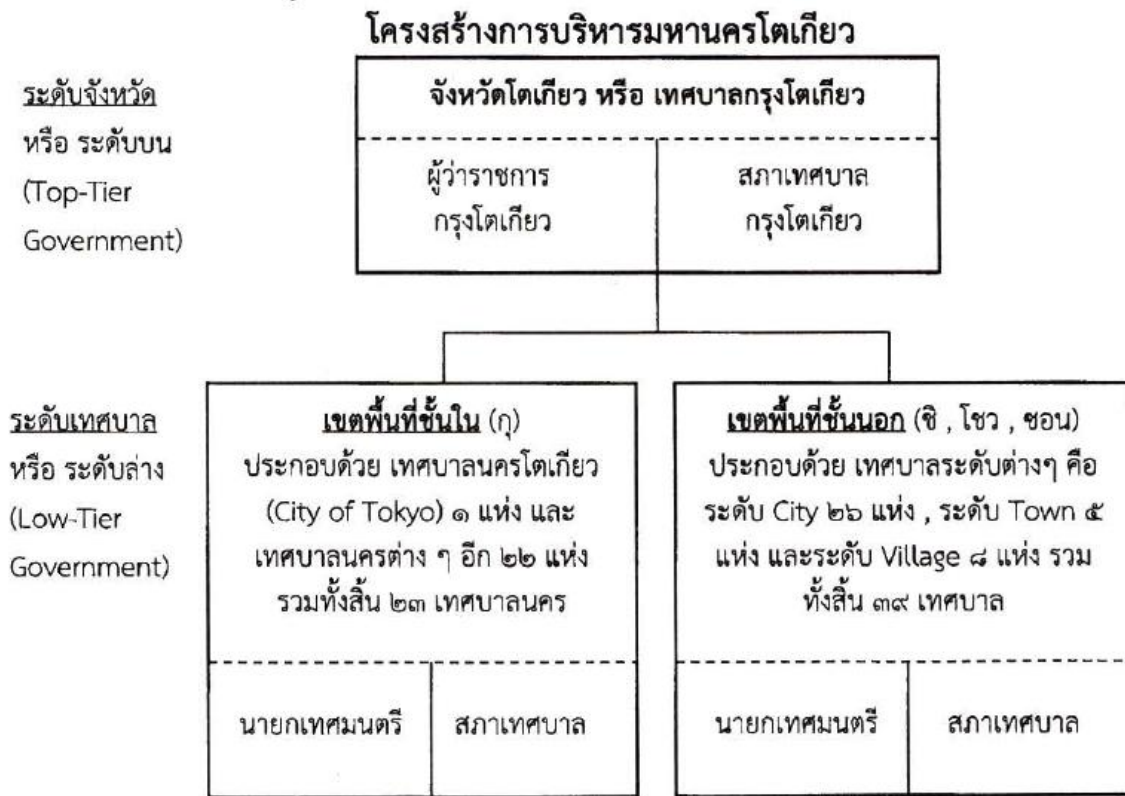 โครงสร้างการบริหารมหานครโตเกียว
ระดับจังหวัด
หรือ ระดับบน
(Top-Tier
Government)
จังหวัดโตเกียว หรือ เทศบาลกรุงโตเกียว
ผู้ว่าราชการ
กรุงโตเกียว
สภาเทศบาล
กรุงโตเกียว
ระดับเทศบาล
หรือ ระดับล่าง
(Low-Tier
Government)
เขตพื้นที่ชั้นใน (กุ)
ประกอบด้วย เทศบาลนครโตเกียว
(City of Tokyo) ๑ แห่ง และ
เทศบาลนครต่าง ๆ อีก ๒๒ แห่ง
รวมทั้งสิ้น ๒๓ เทศบาลนคร
นายกเทศมนตรี
สภาเทศบาล
เขตพื้นที่ชั้นนอก (ชิ , โชว , ซอน)
ประกอบด้วย เทศบาลระดับต่างๆ คือ
ระดับ City ๒๖ แห่ง , ระดับ Town ๕
แห่ง และระดับ Village ๘ แห่ง รวม
ทั้งสิ้น ๓๙ เทศบาล
นายกเทศมนตรี
สภาเทศบาล